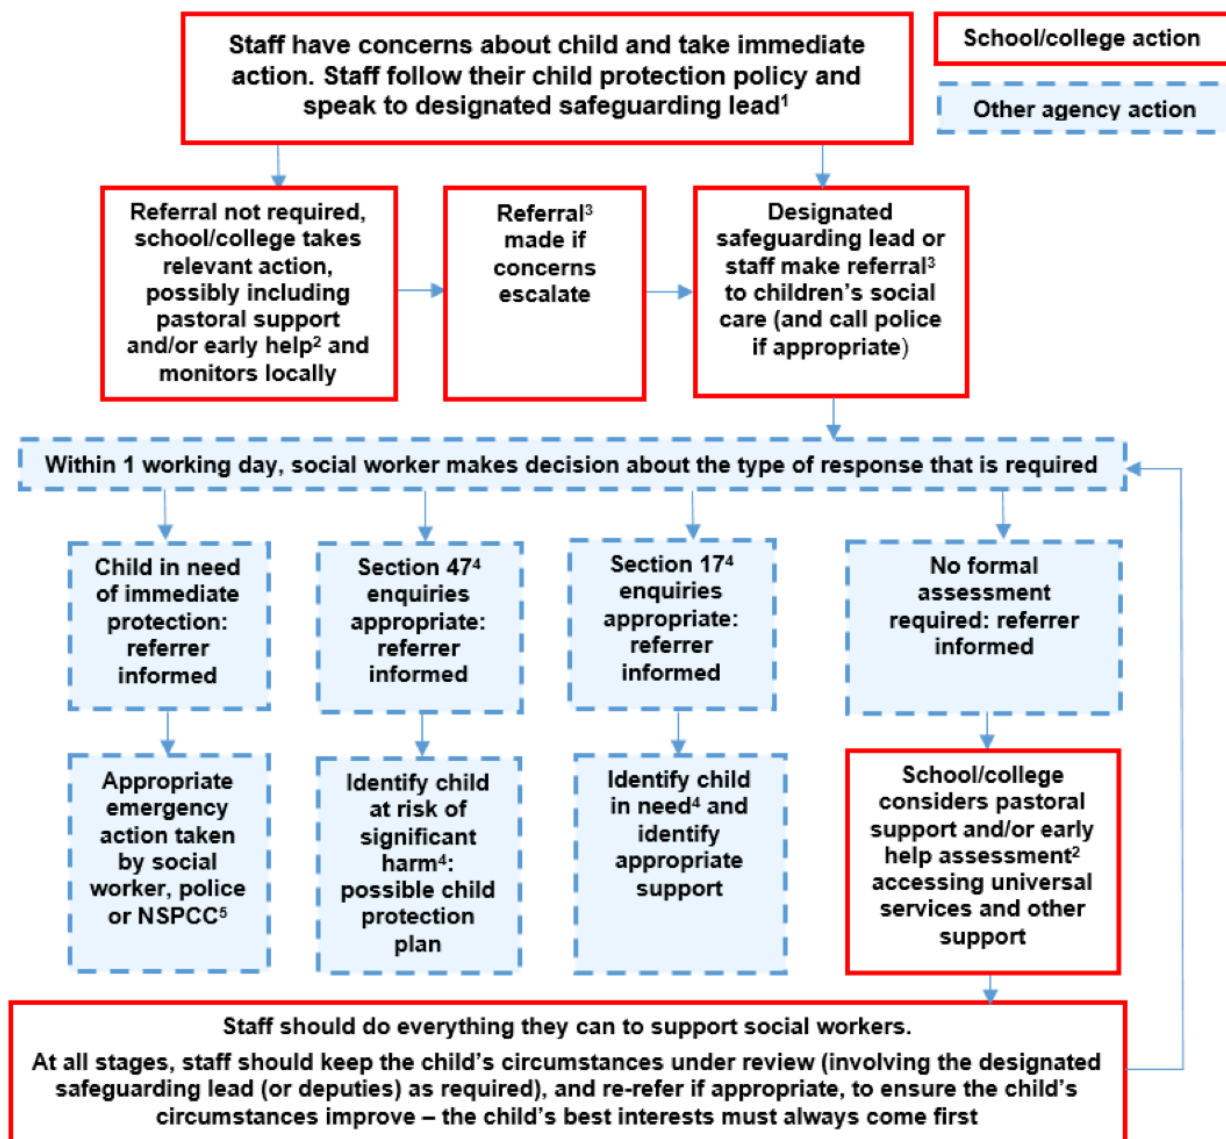 Staff have concerns about child and take immediate
action. Staff follow their child protection policy and
speak to designated safeguarding lead¹
School/college action
Other agency action
Referral not required,
school/college takes
relevant action,
possibly including
pastoral support
and/or early help² and
monitors locally
Referral³
made if
concerns
escalate
Designated
safeguarding lead or
staff make referral³
to children’s social
care (and call police
if appropriate)
Within 1 working day, social worker makes decision about the type of response that is required
Child in need
of immediate
protection:
referrer
informed
Section 47⁴
enquiries
appropriate:
referrer
informed
Section 17⁴
enquiries
appropriate:
referrer
informed
No formal
assessment
required: referrer
informed
Appropriate
emergency
action taken
by social
worker, police
or NSPCC⁵
Identify child
at risk of
significant
harm⁴:
possible child
protection
plan
Identify child
in need⁴ and
identify
appropriate
support
School/college
considers pastoral
support and/or early
help assessment²
accessing universal
services and other
support
Staff should do everything they can to support social workers.
At all stages, staff should keep the child’s circumstances under review (involving the designated
safeguarding lead (or deputies) as required), and re-refer if appropriate, to ensure the child’s
circumstances improve – the child’s best interests must always come first